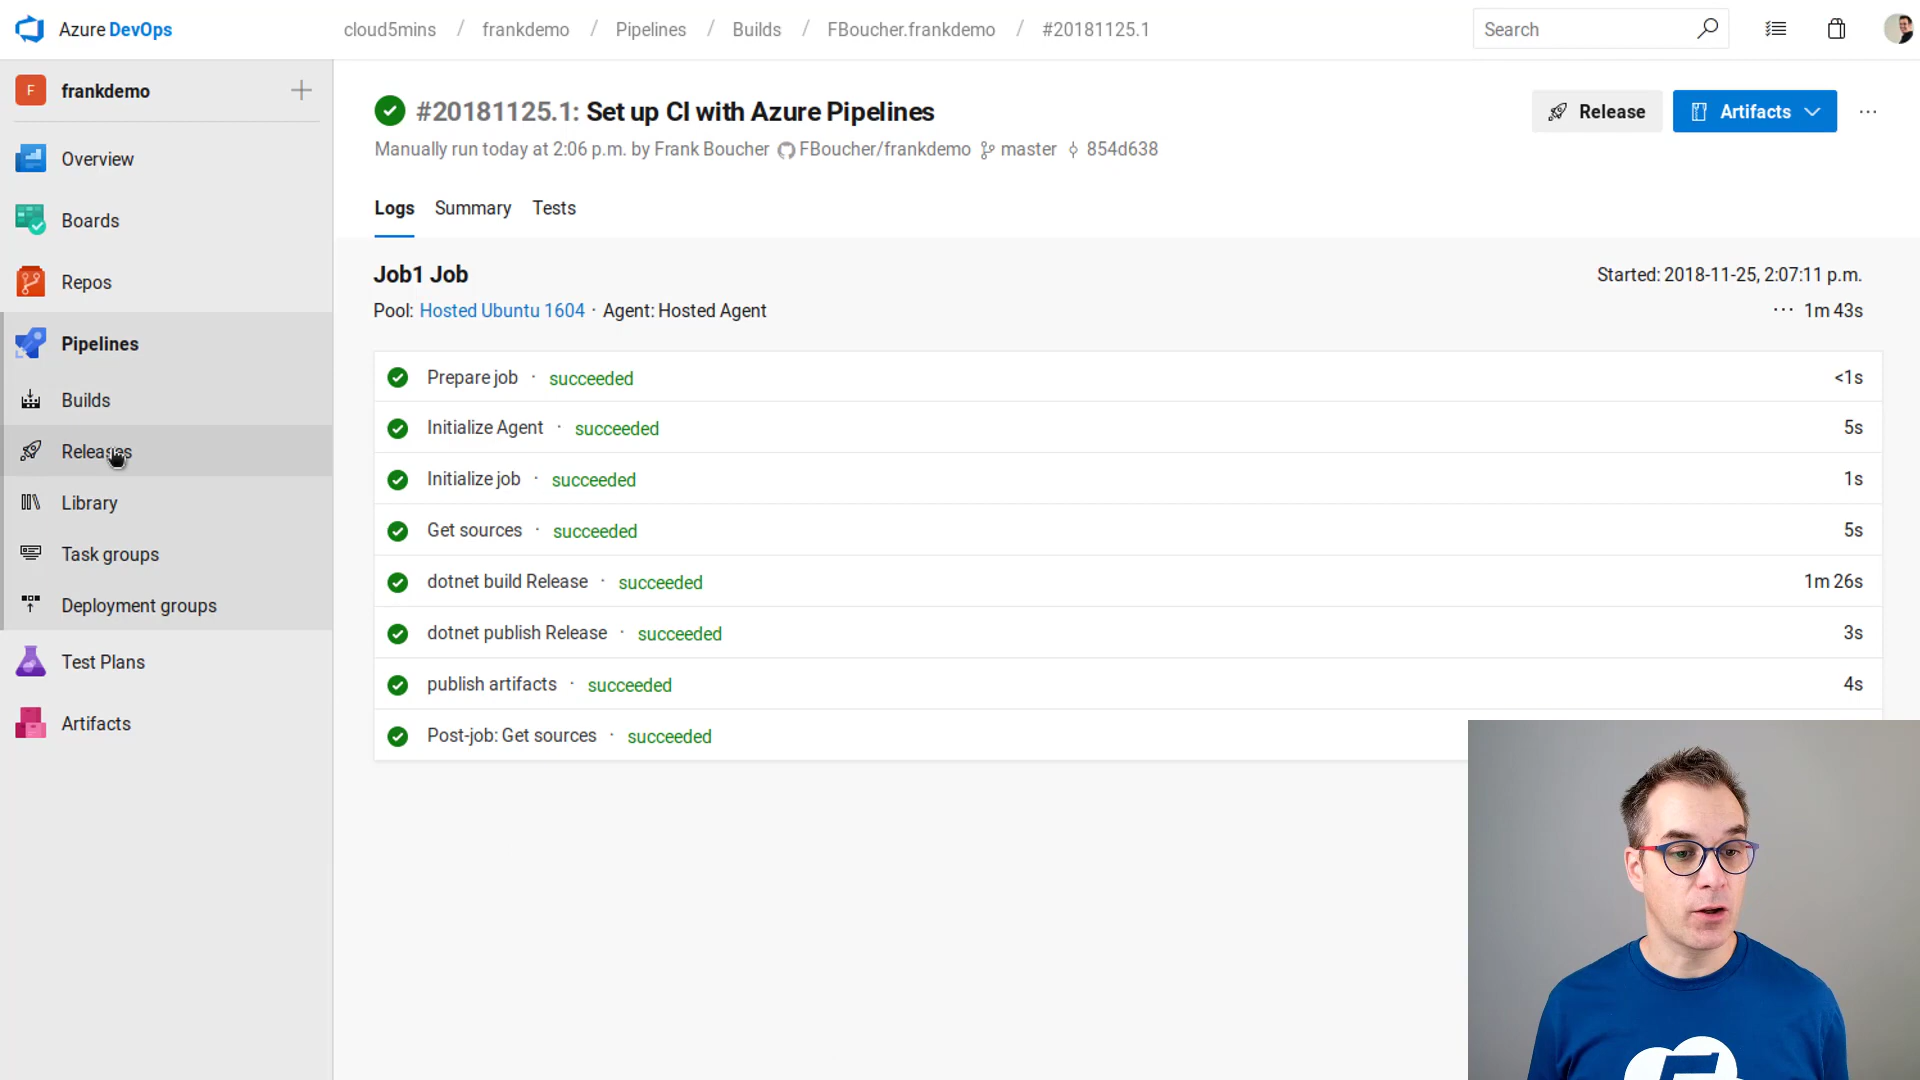 Azure DevOps
cloud5mins / frankdemo / Pipelines / Builds / FBoucher.frankdemo / #20181125.1
Search
F frankdemo
Overview
Boards
Repos
Pipelines
Builds
Releases
Library
Task groups
Deployment groups
Test Plans
Artifacts
#20181125.1: Set up CI with Azure Pipelines
Release
Artifacts
Manually run today at 2:06 p.m. by Frank Boucher FBoucher/frankdemo master 854d638
Logs Summary Tests
Job1 Job
Started: 2018-11-25, 2:07:11 p.m.
Pool: Hosted Ubuntu 1604 · Agent: Hosted Agent
··· 1m 43s
Prepare job · succeeded <1s
Initialize Agent · succeeded 5s
Initialize job · succeeded 1s
Get sources · succeeded 5s
dotnet build Release · succeeded 1m 26s
dotnet publish Release · succeeded 3s
publish artifacts · succeeded 4s
Post-job: Get sources · succeeded